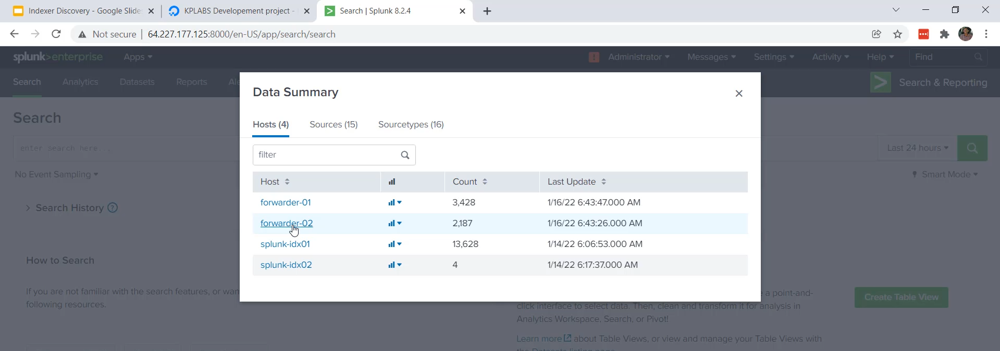 Indexer Discovery - Google Slide
KPLABS Developement project -
Search | Splunk 8.2.4
Not secure | 64.227.177.125:8000/en-US/app/search/search
splunk>enterprise Apps
! Administrator Messages Settings Activity Help Find
Search Analytics Datasets Reports Ale
Search & Reporting
Search
enter search here...
Last 24 hours
No Event Sampling
Smart Mode
Search History ?
How to Search
If you are not familiar with the search features, or wan
following resources.
Data Summary
Hosts (4) Sources (15) Sourcetypes (16)
filter
Host Count Last Update
forwarder-01 3,428 1/16/22 6:43:47.000 AM
forwarder-02 2,187 1/16/22 6:43:26.000 AM
splunk-idx01 13,628 1/14/22 6:06:53.000 AM
splunk-idx02 4 1/14/22 6:17:37.000 AM
e a point-and-
click interface to select data. Then, clean and transform it for analysis in
Analytics Workspace, Search, or Pivot!
Learn more about Table Views, or view and manage your Table Views with
the Datasets listing page.
Create Table View